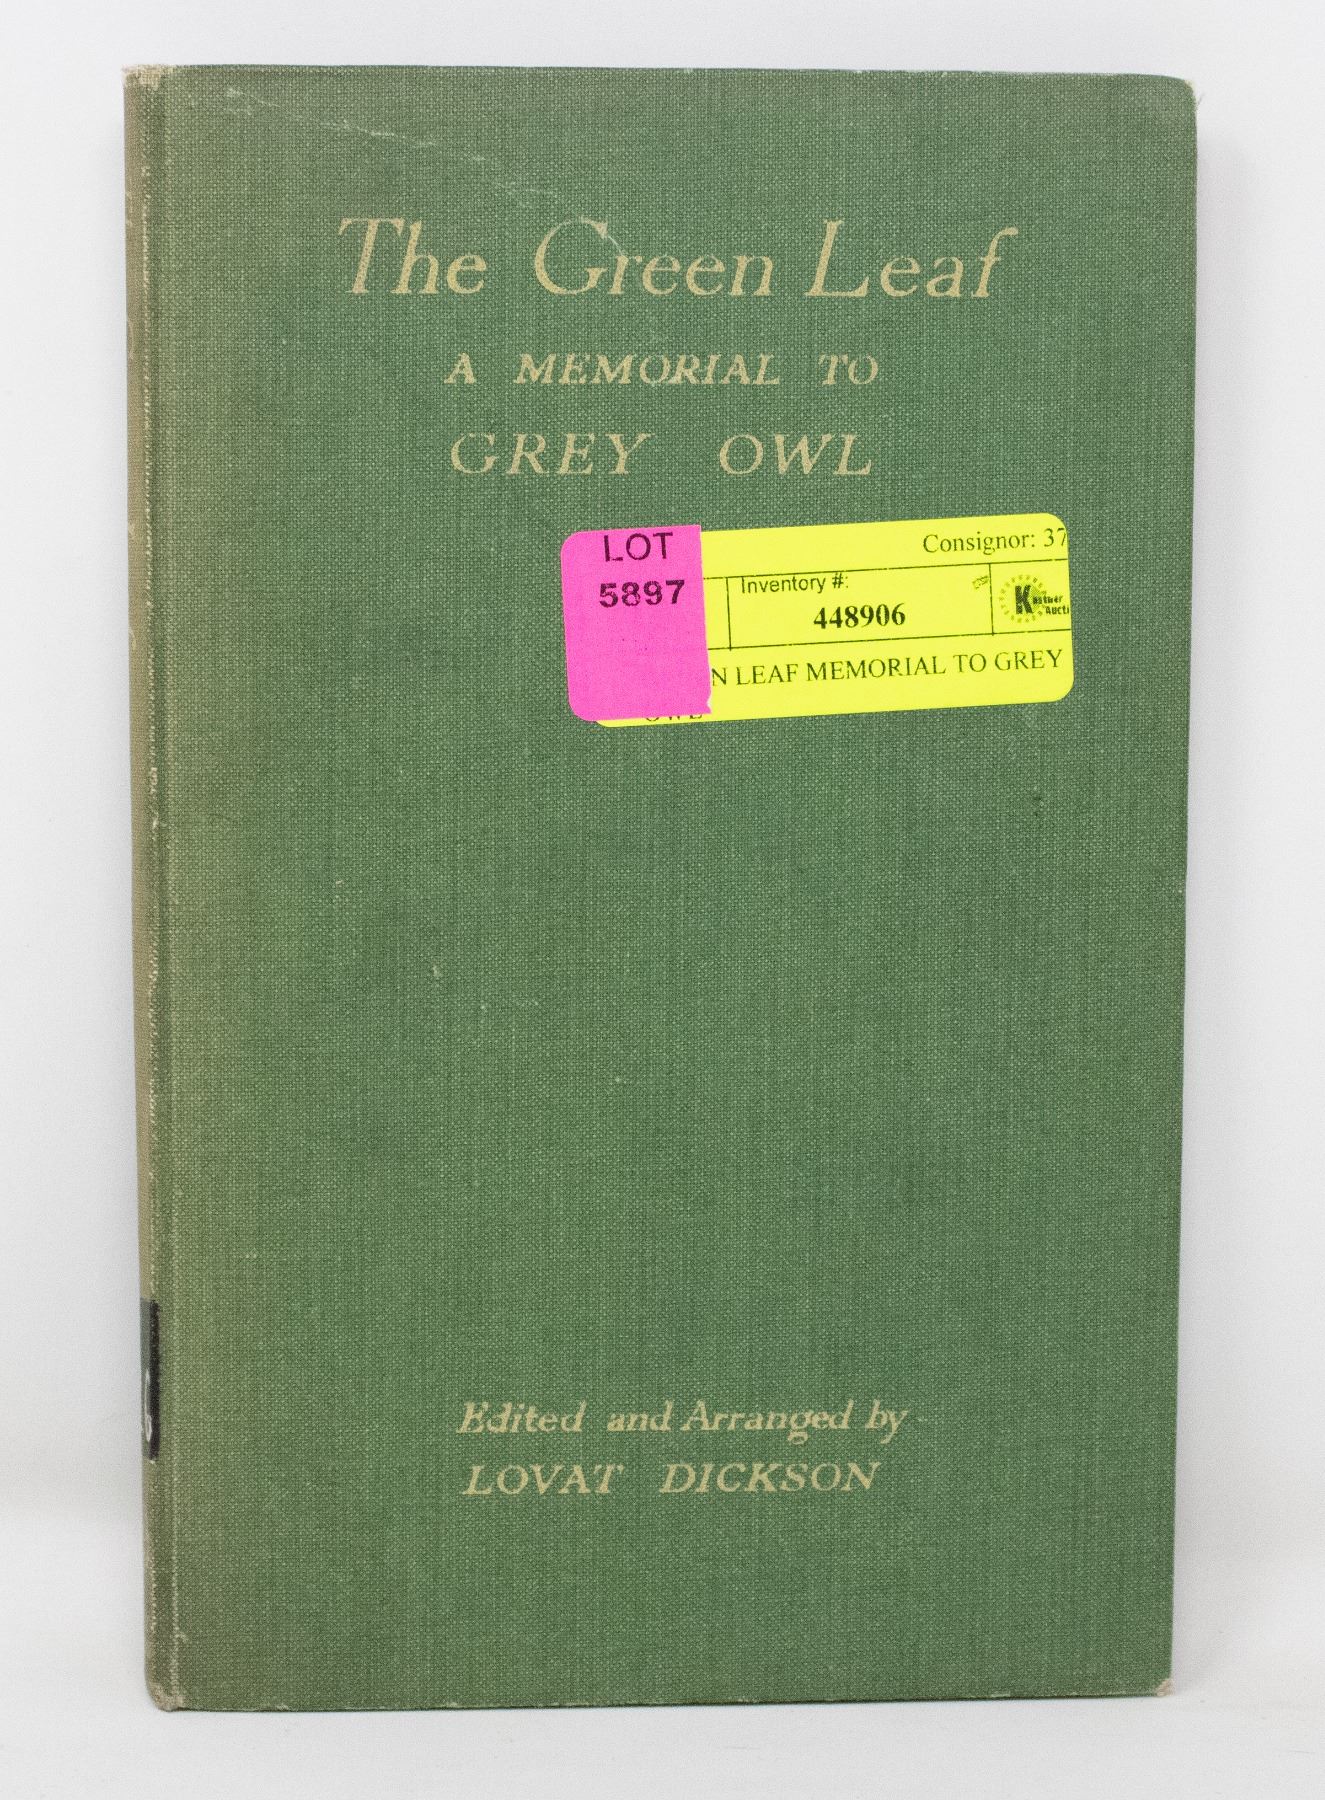 The Green Leaf
A MEMORIAL TO
GREY OWL
LOT
5897
Consignor: 37
Inventory #:
448906
N LEAF MEMORIAL TO GREY
OWL
Edited and Arranged by
LOVAT DICKSON